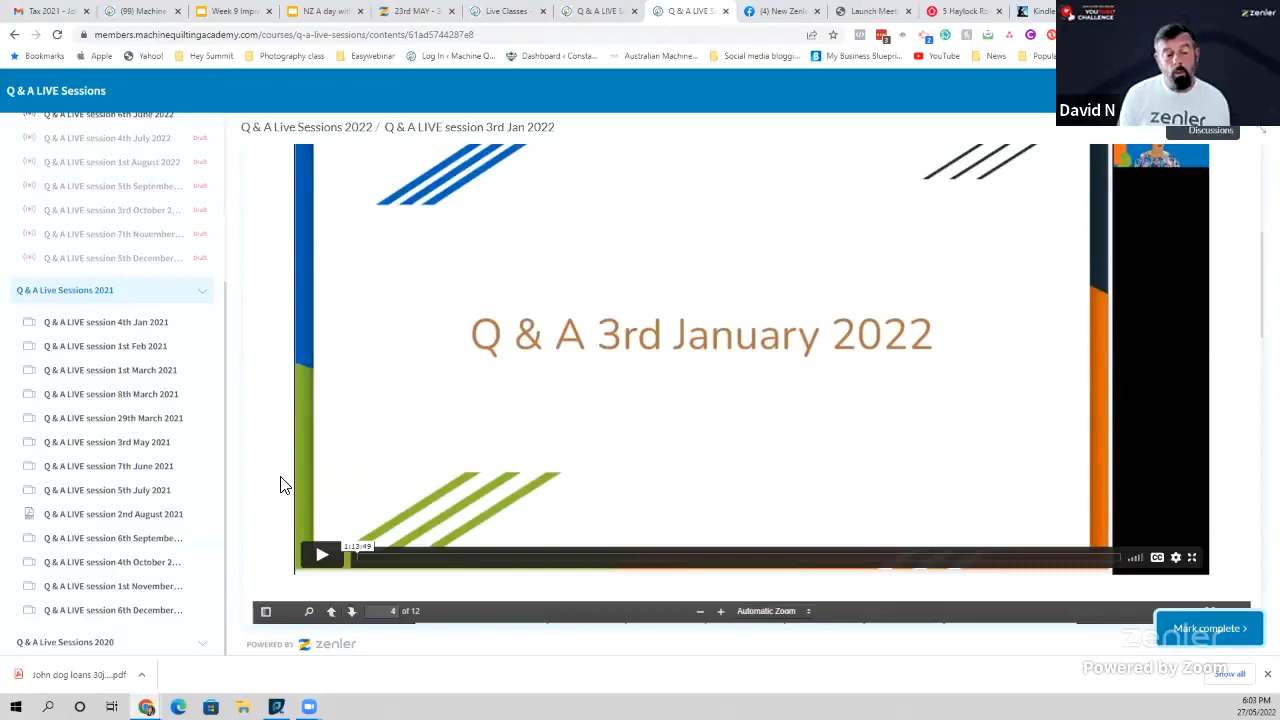 Tax 2021 -
(99) Machine
Week 9 Impro
NZ A day with
23rd MAY - 3
Live Classes
Q & A LIVE S
Q & A LIVE S
(4) New Zenle
Launch Meet
5 Haylock R
Kindle
mentor.machinequiltingacademy.com/courses/q-a-live-sessions/contents/61ad5744287e8
Bookmarks
Apple
Yahoo!
Hey Summit
Photography class
easywebinar
Log In ‹ Machine Q...
Dashboard - Consta...
Australian Machine...
Social media bloggi...
My Business Blueprin...
YouTube
News
Popula
YOUTUBE
CHALLENGE
zenler
zenler
David N
Q & A LIVE Sessions
Discussions
Q & A Live Sessions 2022 / Q & A LIVE session 3rd Jan 2022
Q & A LIVE session 6th June 2022
Q & A LIVE session 4th July 2022 Draft
Q & A LIVE session 1st August 2022 Draft
Q & A LIVE session 5th Septembe... Draft
Q & A LIVE session 3rd October 2... Draft
Q & A LIVE session 7th November... Draft
Q & A LIVE session 5th December... Draft
Q & A Live Sessions 2021
Q & A LIVE session 4th Jan 2021
Q & A LIVE session 1st Feb 2021
Q & A LIVE session 1st March 2021
Q & A LIVE session 8th March 2021
Q & A LIVE session 29th March 2021
Q & A LIVE session 3rd May 2021
Q & A LIVE session 7th June 2021
Q & A LIVE session 5th July 2021
Q & A LIVE session 2nd August 2021
Q & A LIVE session 6th Septembe...
Q & A LIVE session 4th October 2...
Q & A LIVE session 1st November...
Q & A LIVE session 6th December...
Q & A Live Sessions 2020
Q & A 3rd January 2022
1:13:49
CC
4 of 12
Automatic Zoom
Mark complete >
POWERED BY zenler
zenler
Powered by Zoom
John dog loans 30j....pdf
Show all
6:03 PM
27/05/2022